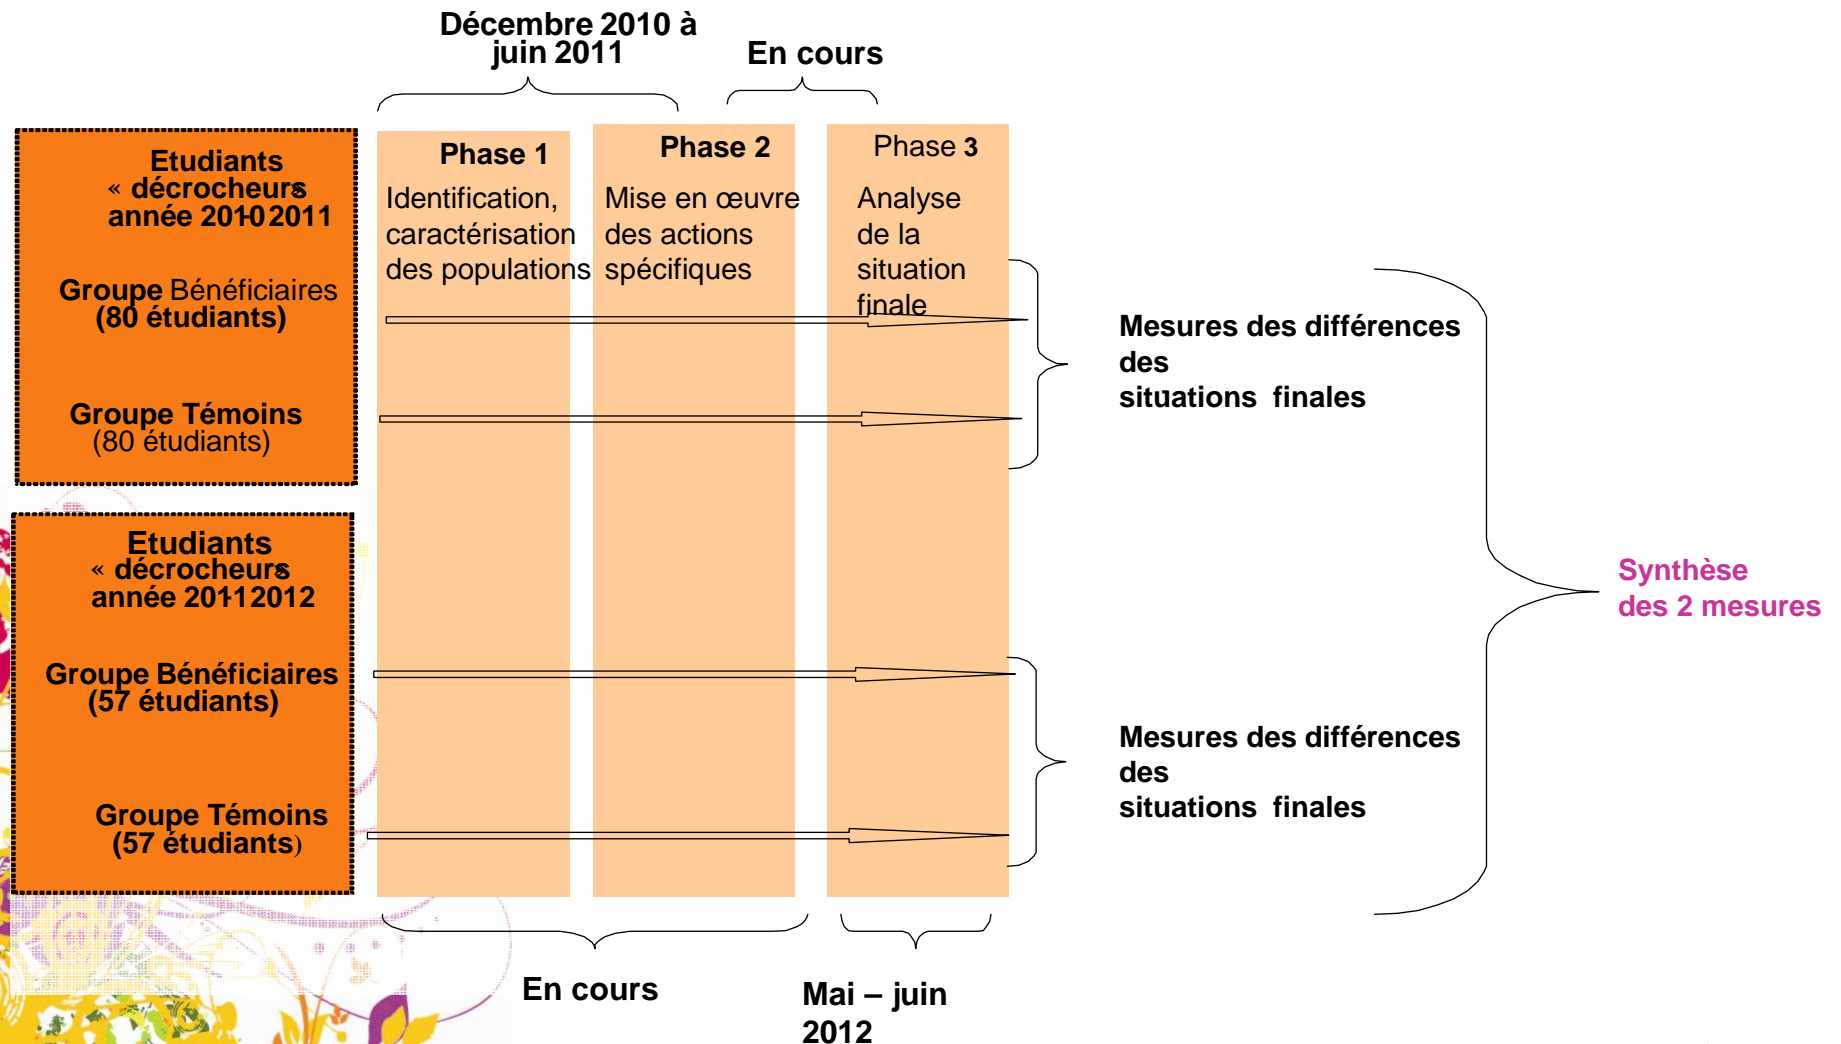 Décembre 2010 à
juin 2011
En cours
Etudiants
« décrocheurs »
année 2010-2011
Groupe Bénéficiaires
(80 étudiants)
Groupe Témoins
(80 étudiants)
Phase 1
Identification,
caractérisation
des populations
Phase 2
Mise en œuvre
des actions
spécifiques
Phase 3
Analyse
de la
situation
finale
Mesures des différences
des
situations finales
Etudiants
« décrocheurs »
année 2011-2012
Groupe Bénéficiaires
(57 étudiants)
Groupe Témoins
(57 étudiants)
Mesures des différences
des
situations finales
Synthèse
des 2 mesures
En cours
Mai – juin
2012